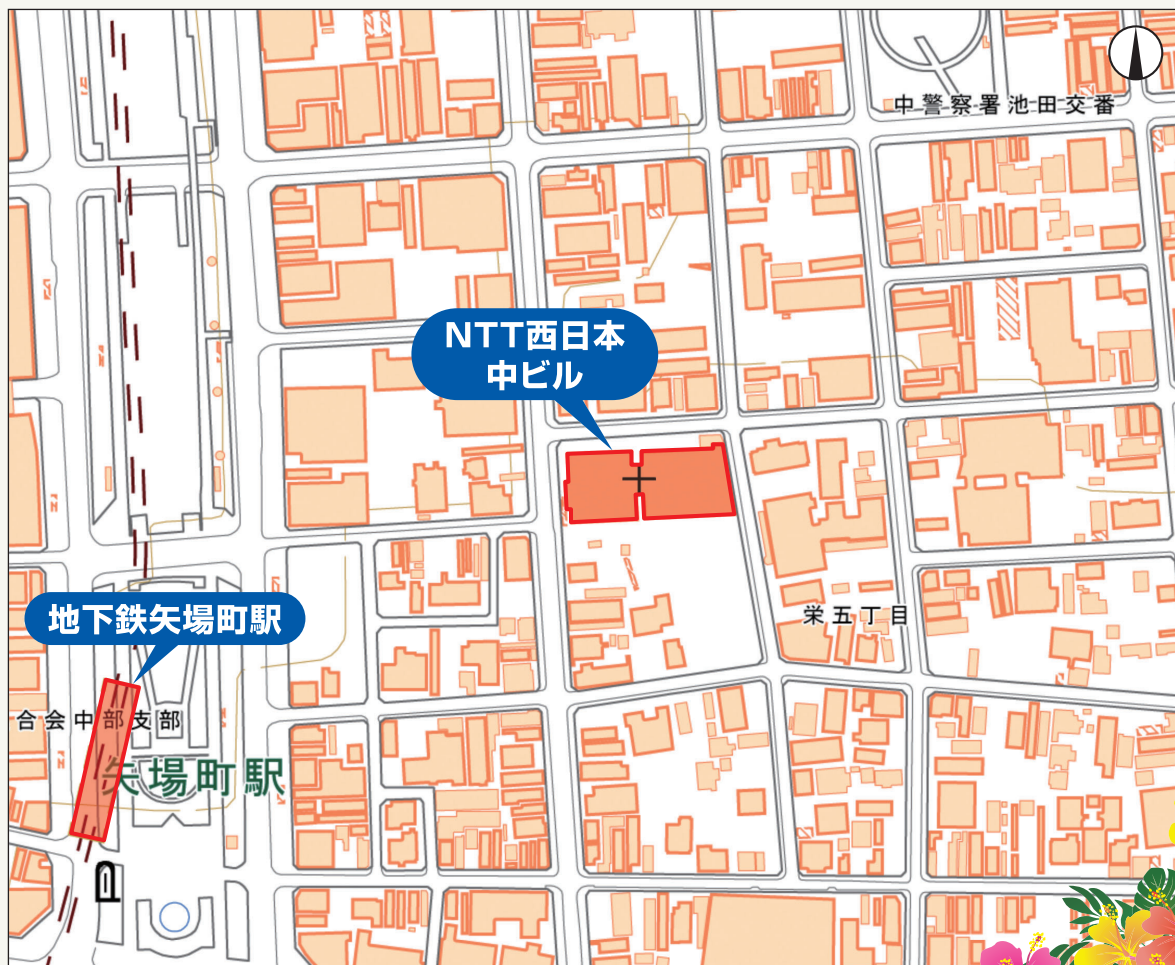 中警察署池田交番
NTT西日本
中ビル
栄五丁目
地下鉄矢場町駅
合会中部支部
矢場町駅